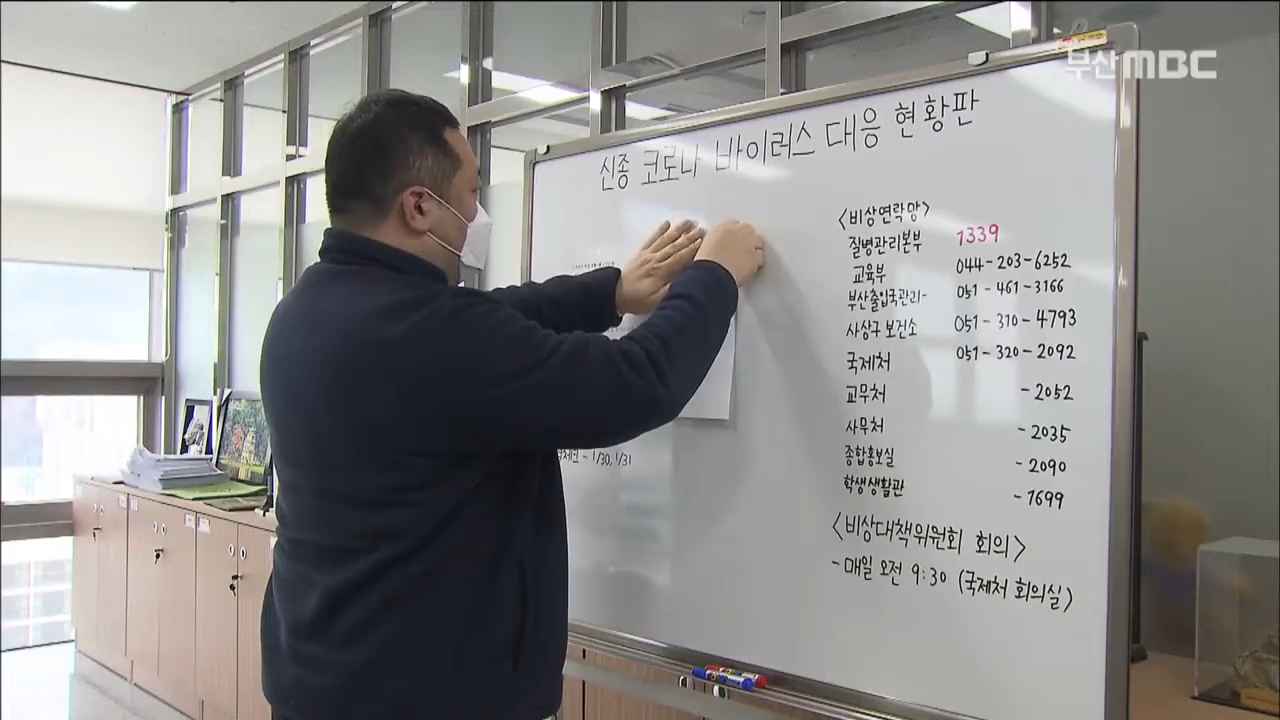 부산MBC
신종 코로나 바이러스 대응 현황판
<비상연락망>
질병관리본부 1339
교육부 044-203-6252
부산출입국관리- 051-461-3166
사상구 보건소 051-310-4793
국제처 051-320-2092
교무처 -2052
사무처 -2035
종합홍보실 -2090
학생생활관 -1699
<비상대책위원회 회의>
- 매일 오전 9:30 (국제처 회의실)
- 1/30, 1/31